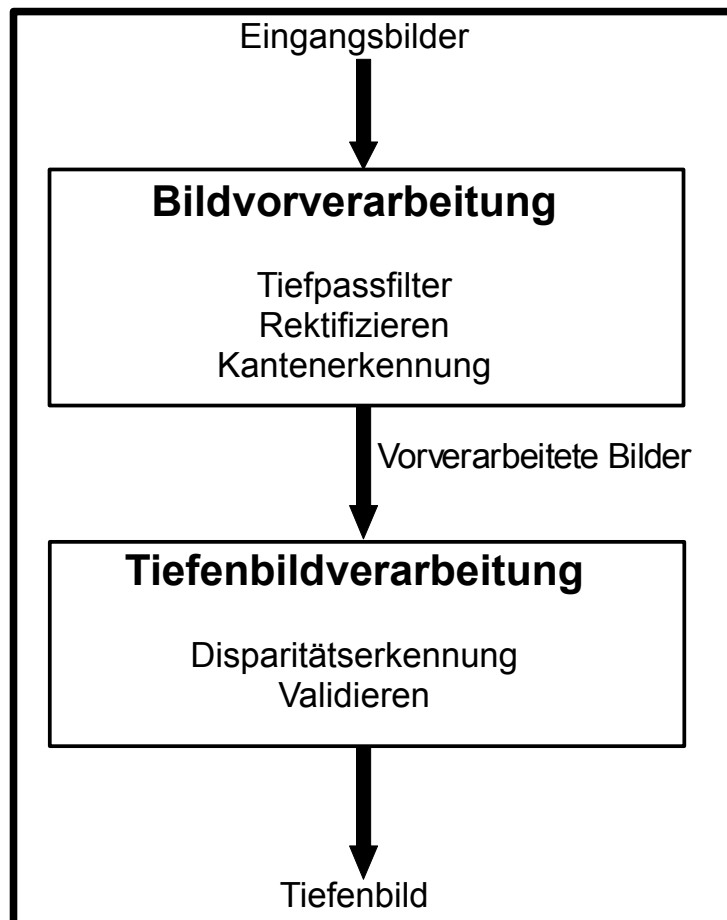 Eingangsbilder
Bildvorverarbeitung
Tiefpassfilter
Rektifizieren
Kantenerkennung
Vorverarbeitete Bilder
Tiefenbildverarbeitung
Disparitätserkennung
Validieren
Tiefenbild